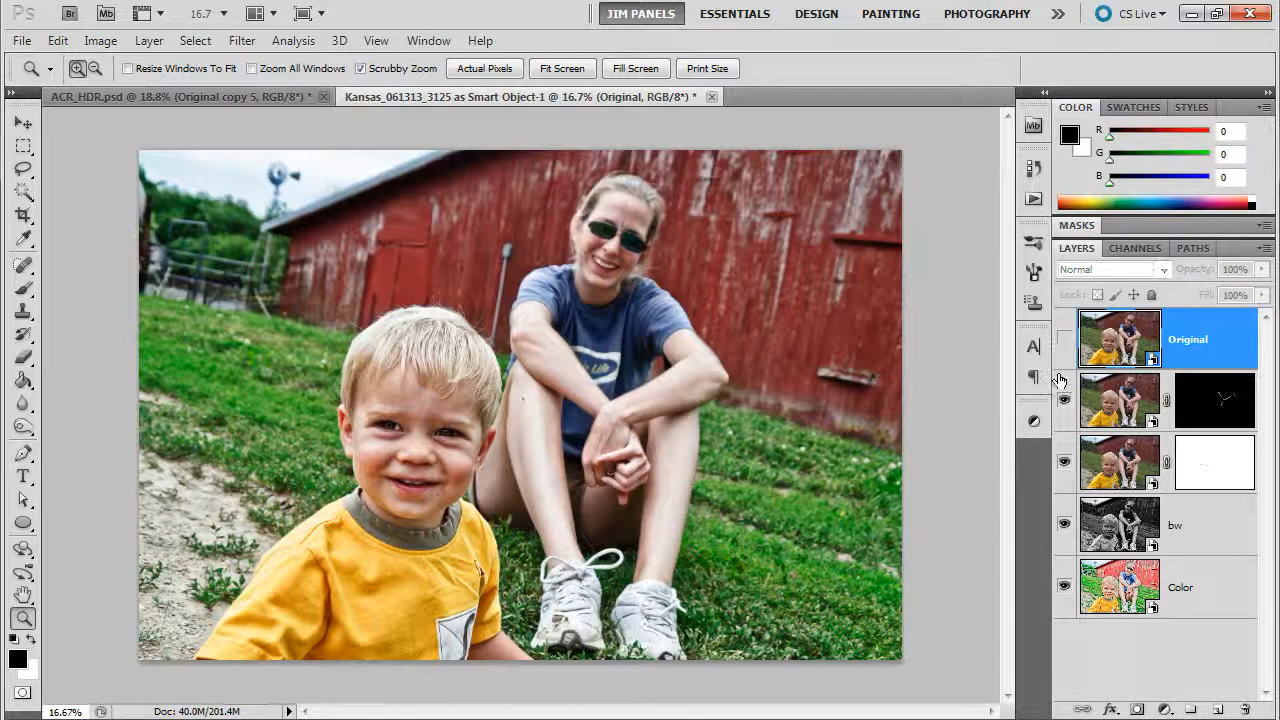 Ps Br Mb 16.7 JIM PANELS ESSENTIALS DESIGN PAINTING PHOTOGRAPHY CS Live
File Edit Image Layer Select Filter Analysis 3D View Window Help
Resize Windows To Fit Zoom All Windows Scrubby Zoom Actual Pixels Fit Screen Fill Screen Print Size
ACR_HDR.psd @ 18.8% (Original copy 5, RGB/8*) * Kansas_061313_3125 as Smart Object-1 @ 16.7% (Original, RGB/8*) *
COLOR SWATCHES STYLES
Mb
R 0
G 0
B 0
MASKS
LAYERS CHANNELS PATHS
Normal Opacity: 100%
Lock: Fill: 100%
Original
bw
Color
16.67% Doc: 40.0M/201.4M